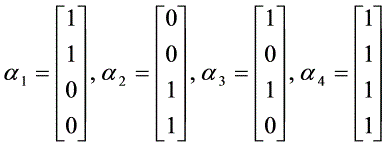 α₁ = [1 1 0 0], α₂ = [0 0 1 1], α₃ = [1 0 1 0], α₄ = [1 1 1 1]